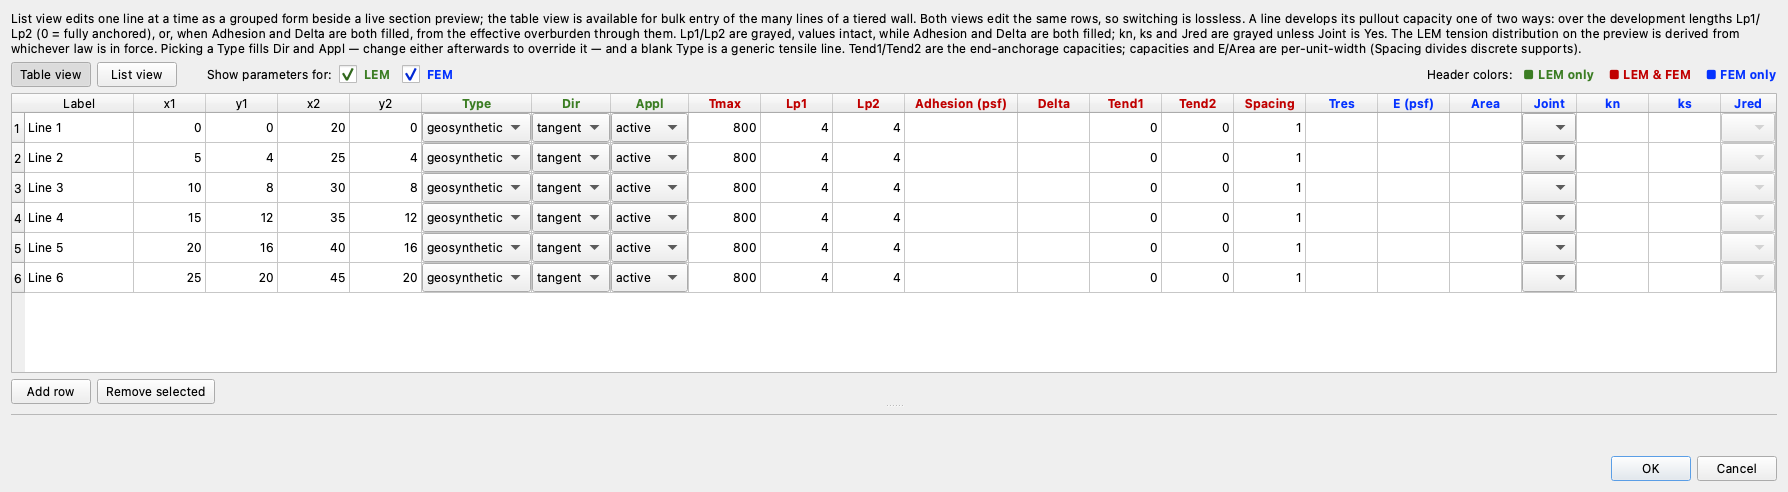 List view edits one line at a time as a grouped form beside a live section preview; the table view is available for bulk entry of the many lines of a tiered wall. Both views edit the same rows, so switching is lossless. A line develops its pullout capacity one of two ways: over the development lengths Lp1/
Lp2 (0 = fully anchored), or, when Adhesion and Delta are both filled, from the effective overburden through them. Lp1/Lp2 are grayed, values intact, while Adhesion and Delta are both filled; kn, ks and Jred are grayed unless Joint is Yes. The LEM tension distribution on the preview is derived from
whichever law is in force. Picking a Type fills Dir and Appl — change either afterwards to override it — and a blank Type is a generic tensile line. Tend1/Tend2 are the end-anchorage capacities; capacities and E/Area are per-unit-width (Spacing divides discrete supports).
Table view List view Show parameters for: LEM FEM Header colors: LEM only LEM & FEM FEM only
Label x1 y1 x2 y2 Type Dir Appl Tmax Lp1 Lp2 Adhesion (psf) Delta Tend1 Tend2 Spacing Tres E (psf) Area Joint kn ks Jred
1 Line 1 0 0 20 0 geosynthetic tangent active 800 4 4 0 0 1
2 Line 2 5 4 25 4 geosynthetic tangent active 800 4 4 0 0 1
3 Line 3 10 8 30 8 geosynthetic tangent active 800 4 4 0 0 1
4 Line 4 15 12 35 12 geosynthetic tangent active 800 4 4 0 0 1
5 Line 5 20 16 40 16 geosynthetic tangent active 800 4 4 0 0 1
6 Line 6 25 20 45 20 geosynthetic tangent active 800 4 4 0 0 1
Add row Remove selected
OK Cancel